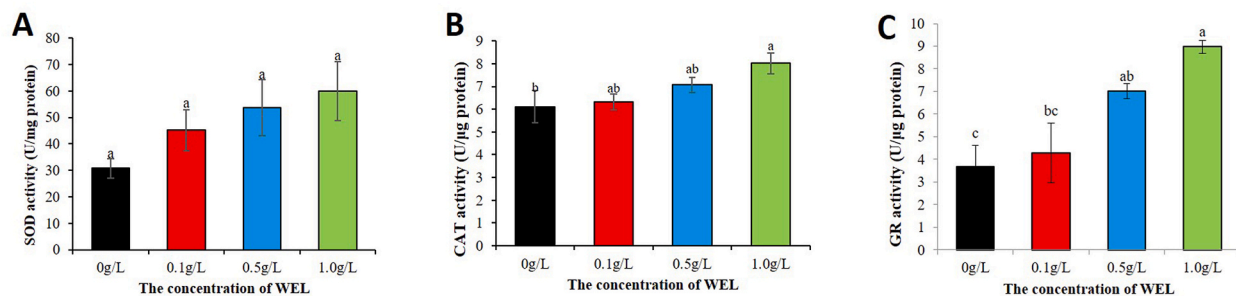 A
SOD activity (U/mg protein)
80
70
60
50
40
30
20
10
0
a
a
a
a
0g/L 0.1g/L 0.5g/L 1.0g/L
The concentration of WEL
B
CAT activity (U/μg protein)
9
8
7
6
5
4
3
2
1
0
b
ab
ab
a
0g/L 0.1g/L 0.5g/L 1.0g/L
The concentration of WEL
C
GR activity (U/μg protein)
10
9
8
7
6
5
4
3
2
1
0
c
bc
ab
a
0g/L 0.1g/L 0.5g/L 1.0g/L
The concentration of WEL